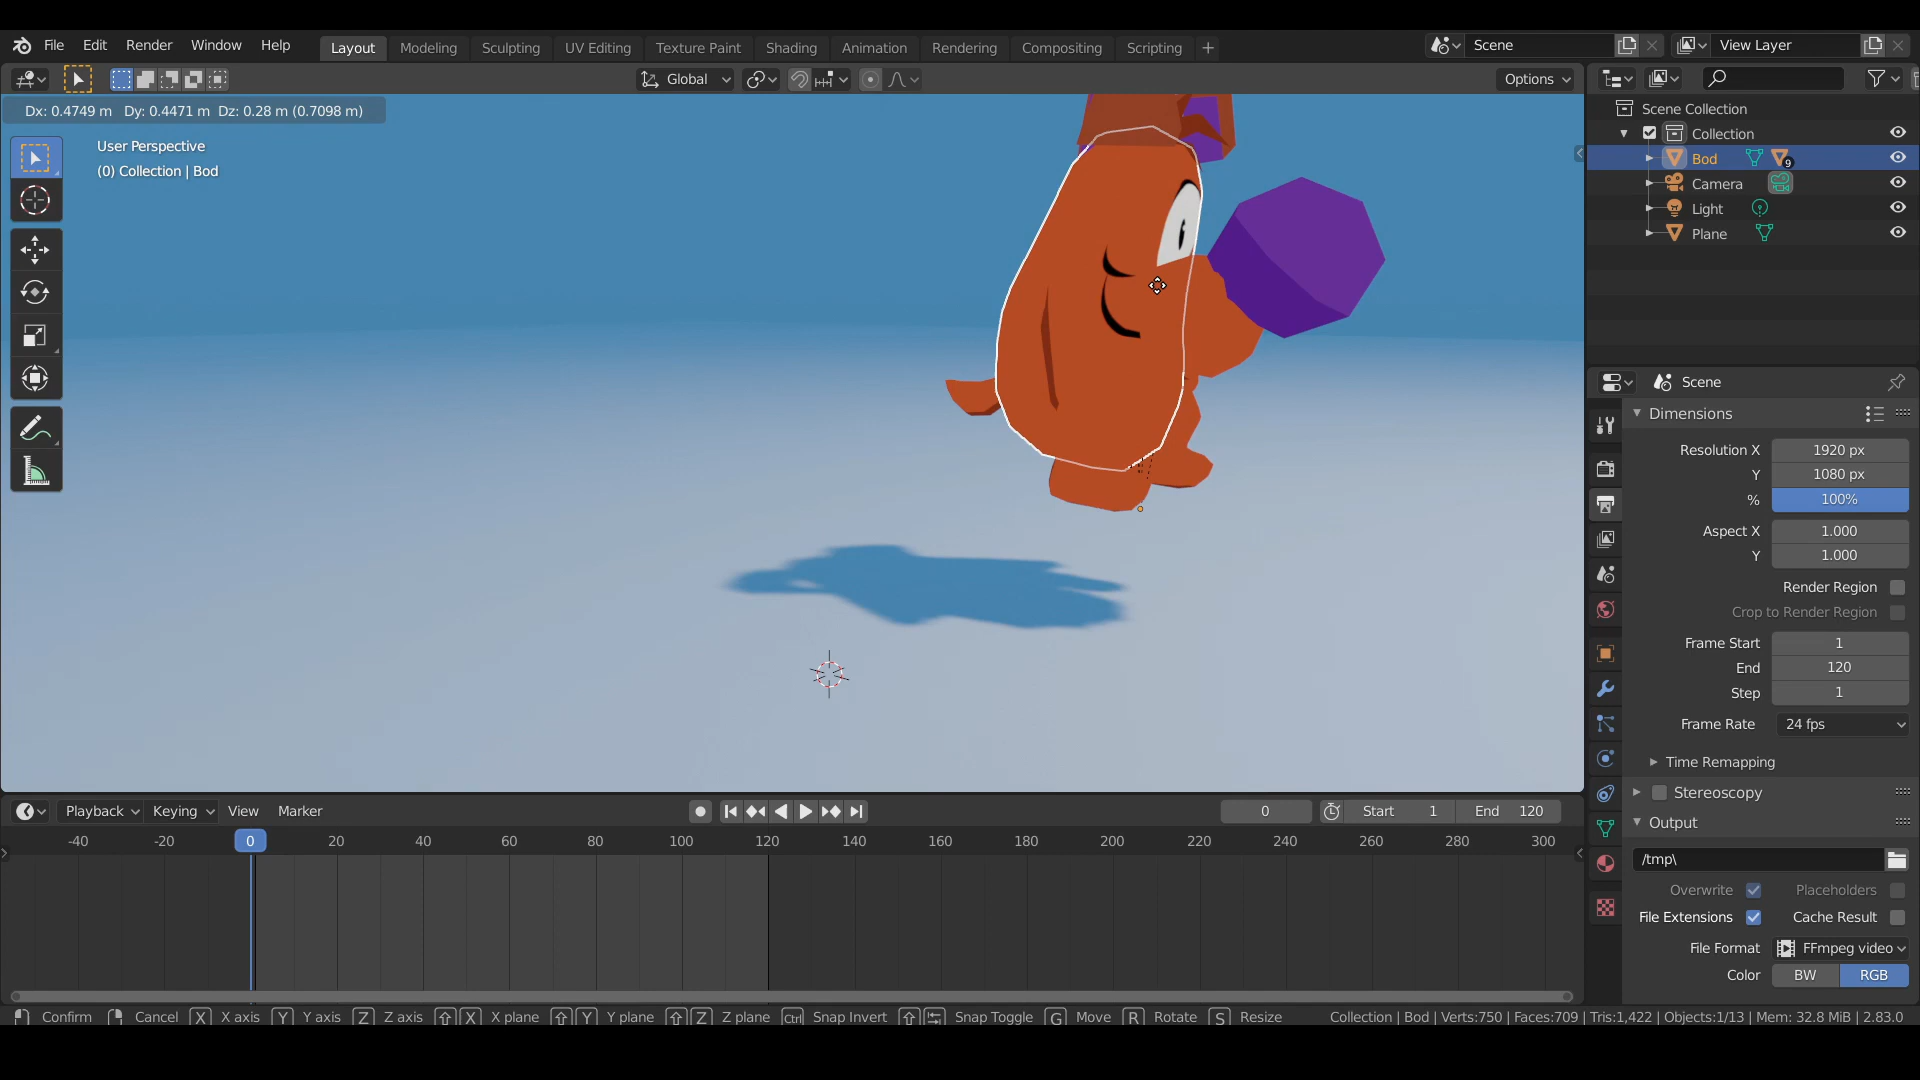 File Edit Render Window Help Layout Modeling Sculpting UV Editing Texture Paint Shading Animation Rendering Compositing Scripting + Scene View Layer
Global Options
Dx: 0.4749 m Dy: 0.4471 m Dz: 0.28 m (0.7098 m)
User Perspective
(0) Collection | Bod
Scene Collection
Collection
Bod 9
Camera
Light
Plane
Scene
Dimensions
Resolution X 1920 px
Y 1080 px
% 100%
Aspect X 1.000
Y 1.000
Render Region
Crop to Render Region
Frame Start 1
End 120
Step 1
Frame Rate 24 fps
Time Remapping
Stereoscopy
Output
/tmp\
Overwrite Placeholders
File Extensions Cache Result
File Format FFmpeg video
Color BW RGB
Playback Keying View Marker 0 Start 1 End 120
-40 -20 0 20 40 60 80 100 120 140 160 180 200 220 240 260 280 300
Confirm Cancel X X axis Y Y axis Z Z axis X X plane Y Y plane Z Z plane Ctrl Snap Invert Snap Toggle G Move R Rotate S Resize Collection | Bod | Verts:750 | Faces:709 | Tris:1,422 | Objects:1/13 | Mem: 32.8 MiB | 2.83.0